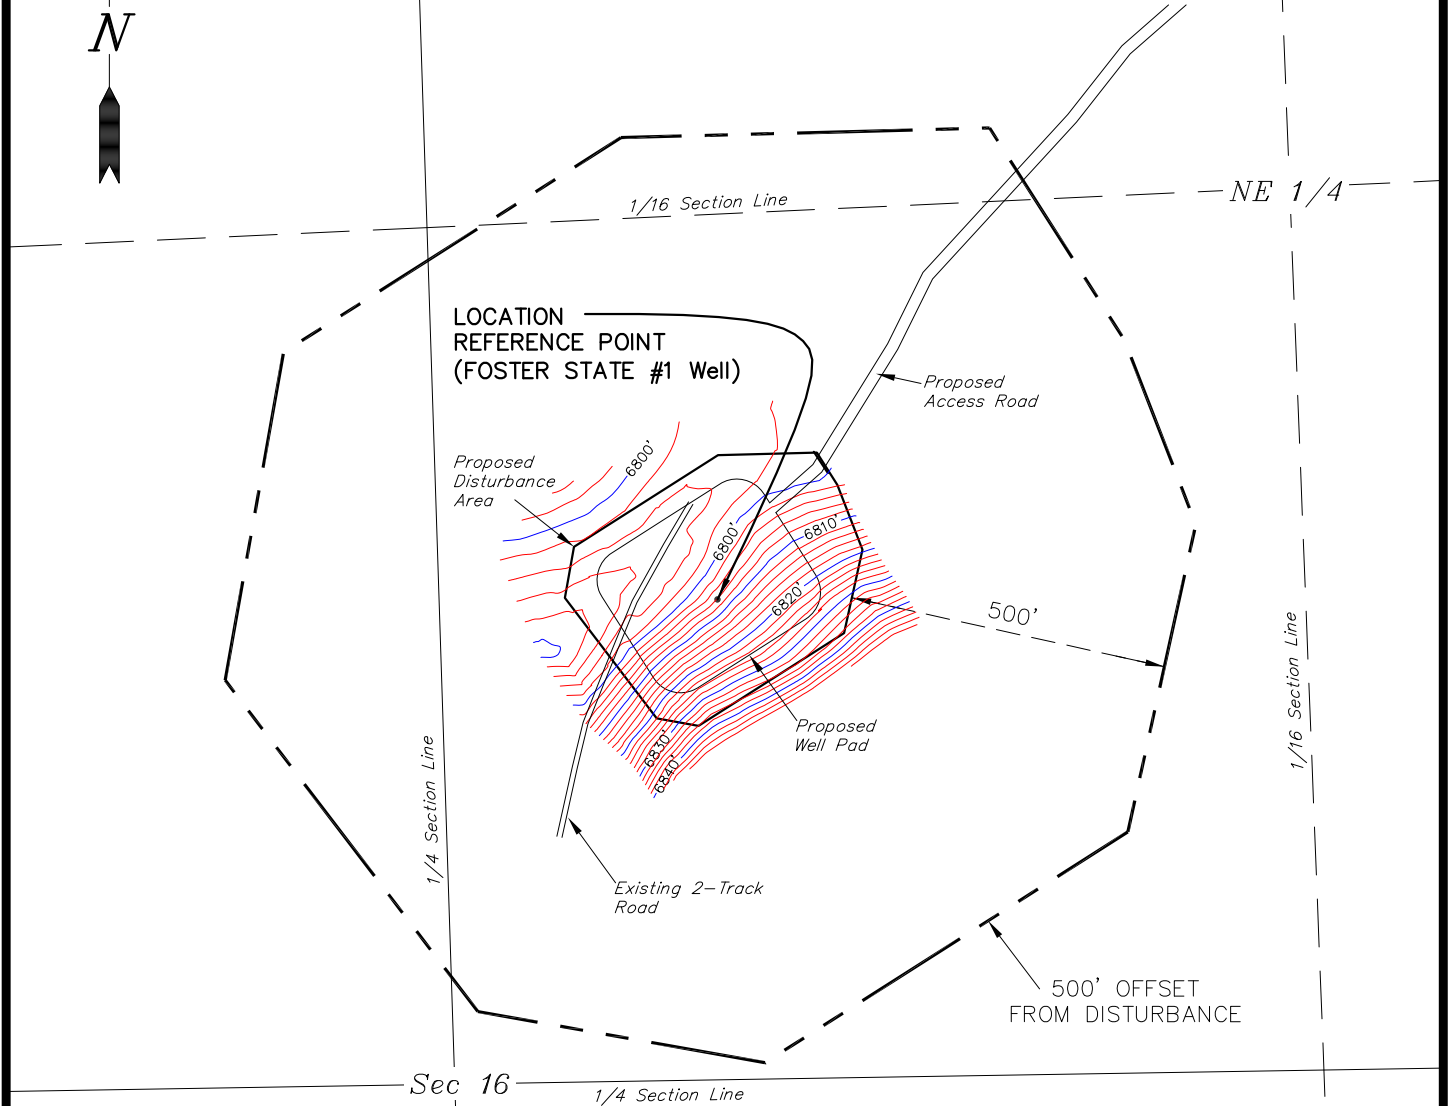 N
1/16 Section Line
NE 1/4
LOCATION
REFERENCE POINT
(FOSTER STATE #1 Well)
Proposed
Access Road
6800'
Proposed
Disturbance
Area
6800'
6810'
6820'
500'
1/16 Section Line
Proposed
Well Pad
6830'
6840'
1/4 Section Line
Existing 2-Track
Road
500' OFFSET
FROM DISTURBANCE
Sec 16
1/4 Section Line